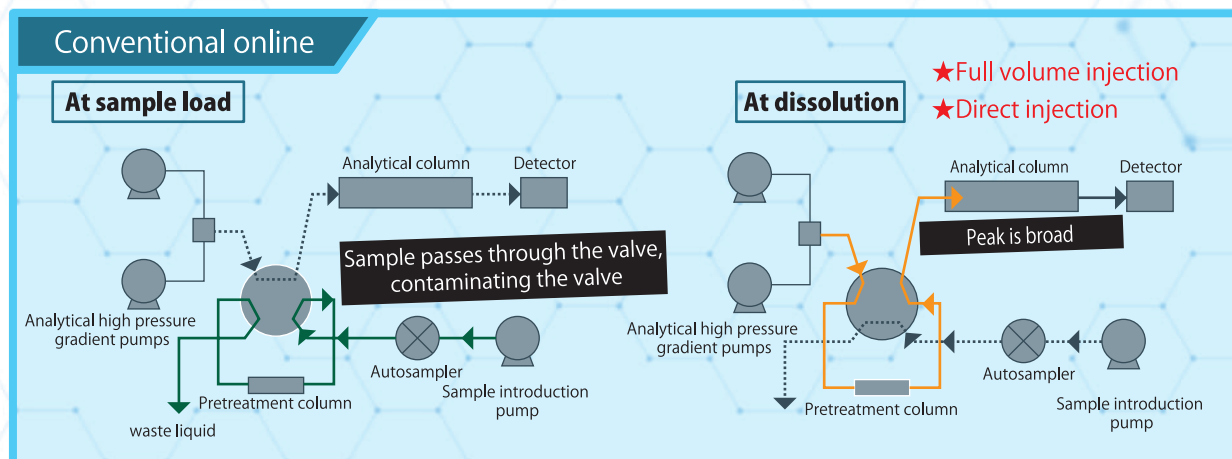 Conventional online
At sample load
Analytical column
Detector
Sample passes through the valve,
contaminating the valve
Analytical high pressure
gradient pumps
Autosampler
Sample introduction
pump
Pretreatment column
waste liquid
At dissolution
★Full volume injection
★Direct injection
Analytical column
Detector
Peak is broad
Analytical high pressure
gradient pumps
Autosampler
Sample introduction
pump
Pretreatment column